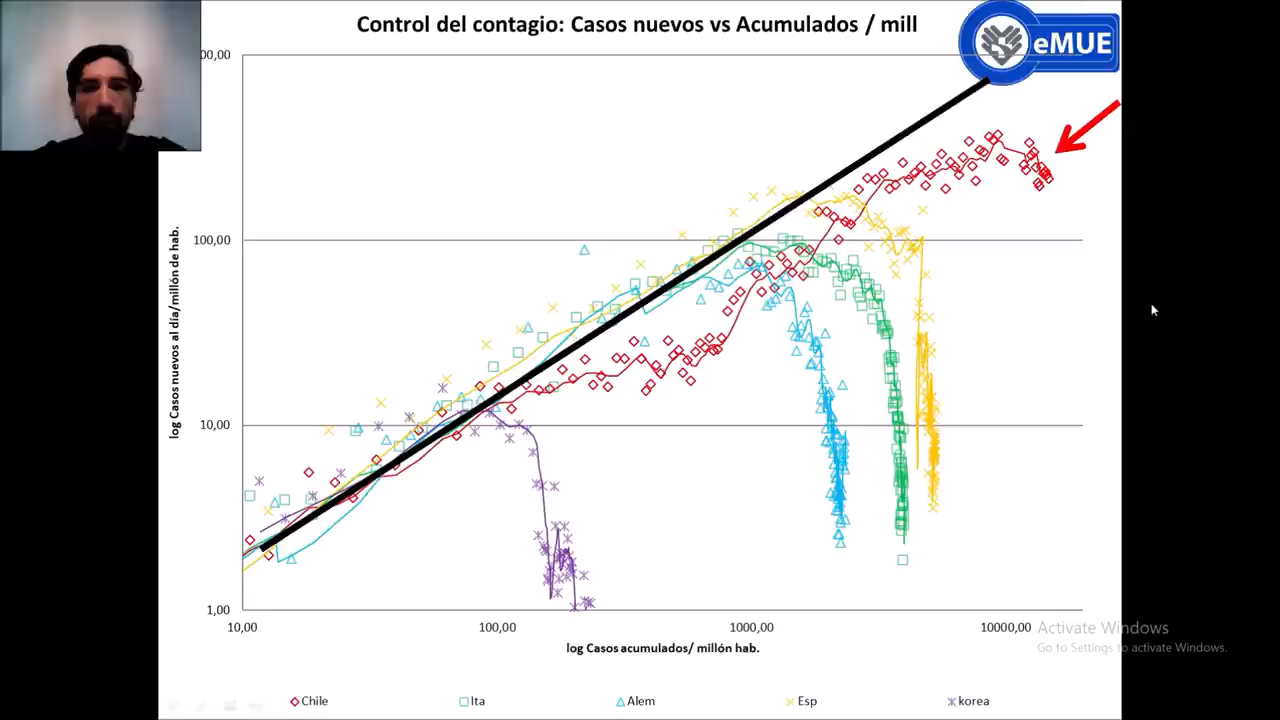 Control del contagio: Casos nuevos vs Acumulados / mill
eMUE
00,00
100,00
10,00
1,00
log Casos nuevos al día/millón de hab.
10,00
100,00
1000,00
10000,00
log Casos acumulados/ millón hab.
Activate Windows
Go to Settings to activate Windows.
Chile
Ita
Alem
Esp
korea